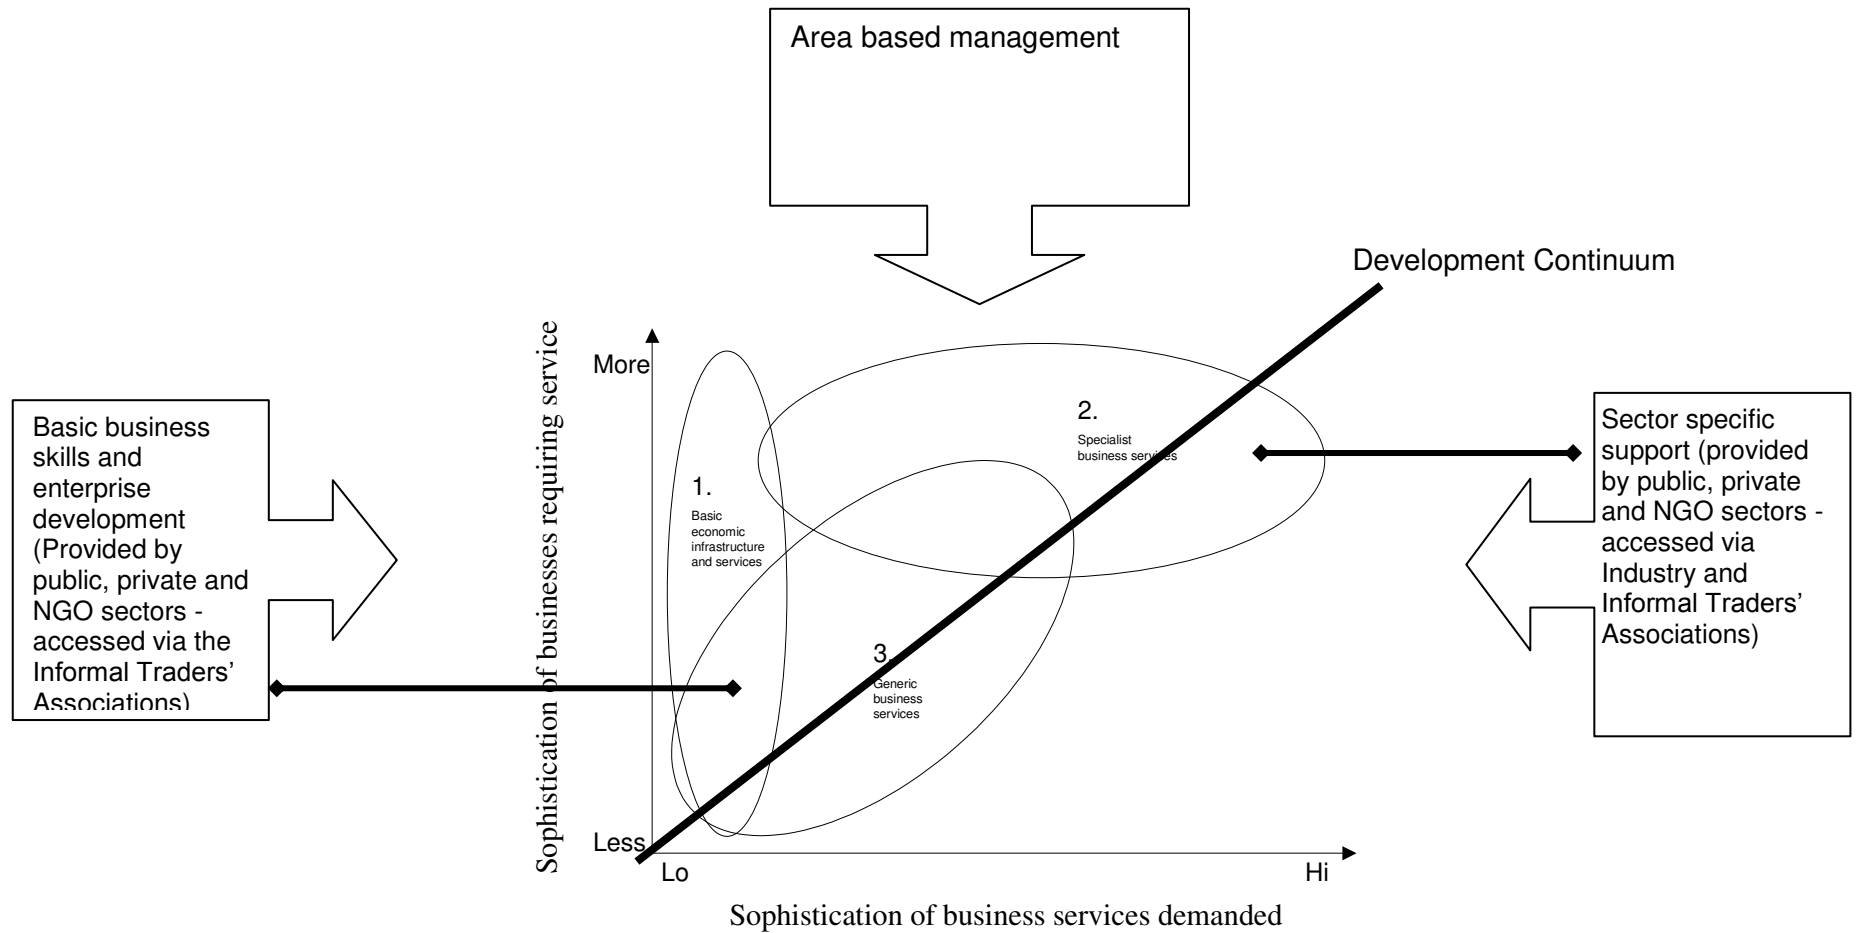 Area based management
Development Continuum
Sophistication of businesses requiring service
More
Less
Basic business
skills and
enterprise
development
(Provided by
public, private and
NGO sectors -
accessed via the
Informal Traders’
Associations)
1.
Basic
economic
infrastructure
and services
2.
Specialist
business services
3.
Generic
business
services
Sector specific
support (provided
by public, private
and NGO sectors -
accessed via
Industry and
Informal Traders’
Associations)
Lo
Hi
Sophistication of business services demanded